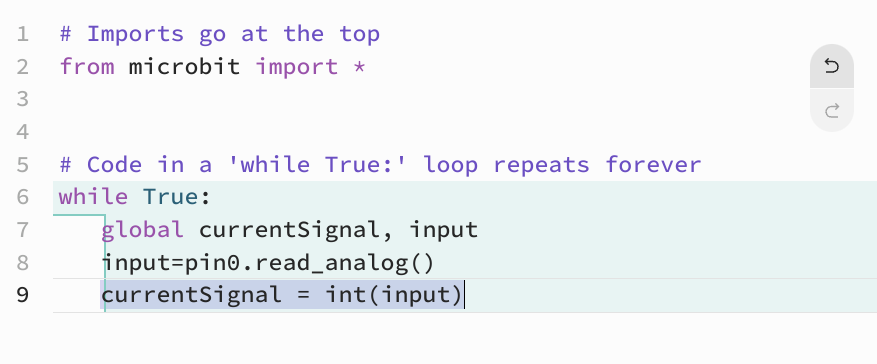 1 # Imports go at the top
2 from microbit import *
3
4
5 # Code in a 'while True:' loop repeats forever
6 while True:
7 global currentSignal, input
8 input=pin0.read_analog()
9 currentSignal = int(input)